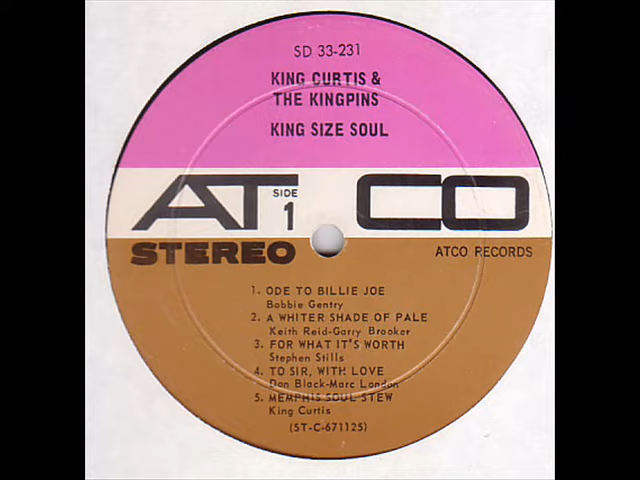 SD 33-231
KING CURTIS &
THE KINGPINS
KING SIZE SOUL
ATCO
SIDE
1
STEREO
ATCO RECORDS
1. ODE TO BILLIE JOE
Bobbie Gentry
2. A WHITER SHADE OF PALE
Keith Reid-Garry Brooker
3. FOR WHAT IT'S WORTH
Stephen Stills
4. TO SIR, WITH LOVE
Don Black-Marc London
5. MEMPHIS SOUL STEW
King Curtis
(ST-C-671125)